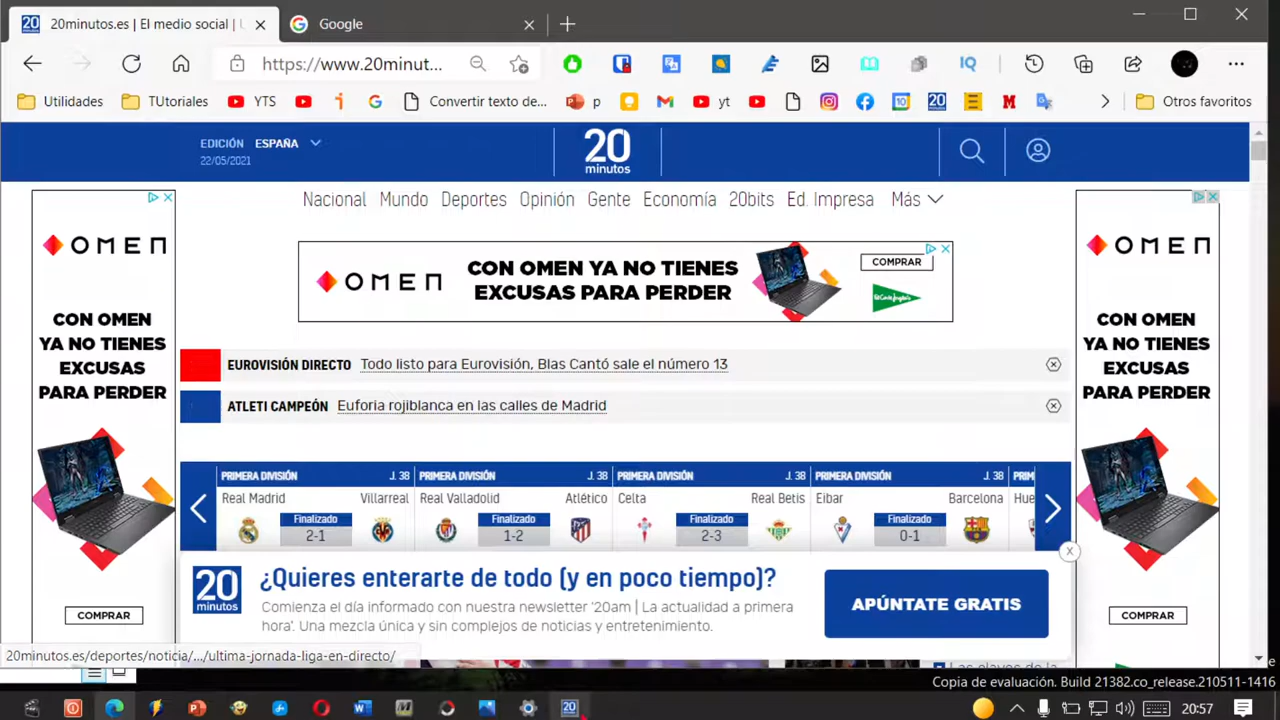 20minutos.es | El medio social |
Google
https://www.20minut...
Utilidades
TUtoriales
YTS
Convertir texto de...
p
yt
Otros favoritos
EDICIÓN ESPAÑA
22/05/2021
20
minutos
Nacional Mundo Deportes Opinión Gente Economía 20bits Ed. Impresa Más
OMEN
CON OMEN
YA NO TIENES
EXCUSAS
PARA PERDER
COMPRAR
OMEN
CON OMEN YA NO TIENES
EXCUSAS PARA PERDER
COMPRAR
El Corte Inglés
OMEN
CON OMEN
YA NO TIENES
EXCUSAS
PARA PERDER
COMPRAR
EUROVISIÓN DIRECTO Todo listo para Eurovisión, Blas Cantó sale el número 13
ATLETI CAMPEÓN Euforia rojiblanca en las calles de Madrid
PRIMERA DIVISIÓN J. 38
Real Madrid Villarreal
Finalizado
2-1
PRIMERA DIVISIÓN J. 38
Real Valladolid Atlético
Finalizado
1-2
PRIMERA DIVISIÓN J. 38
Celta Real Betis
Finalizado
2-3
PRIMERA DIVISIÓN J. 38
Eibar Barcelona
Finalizado
0-1
PRIM
Hue
20
minutos
¿Quieres enterarte de todo (y en poco tiempo)?
Comienza el día informado con nuestra newsletter '20am | La actualidad a primera
hora'. Una mezcla única y sin complejos de noticias y entretenimiento.
APÚNTATE GRATIS
20minutos.es/deportes/noticia/.../ultima-jornada-liga-en-directo/
Copia de evaluación. Build 21382.co_release.210511-1416
20:57